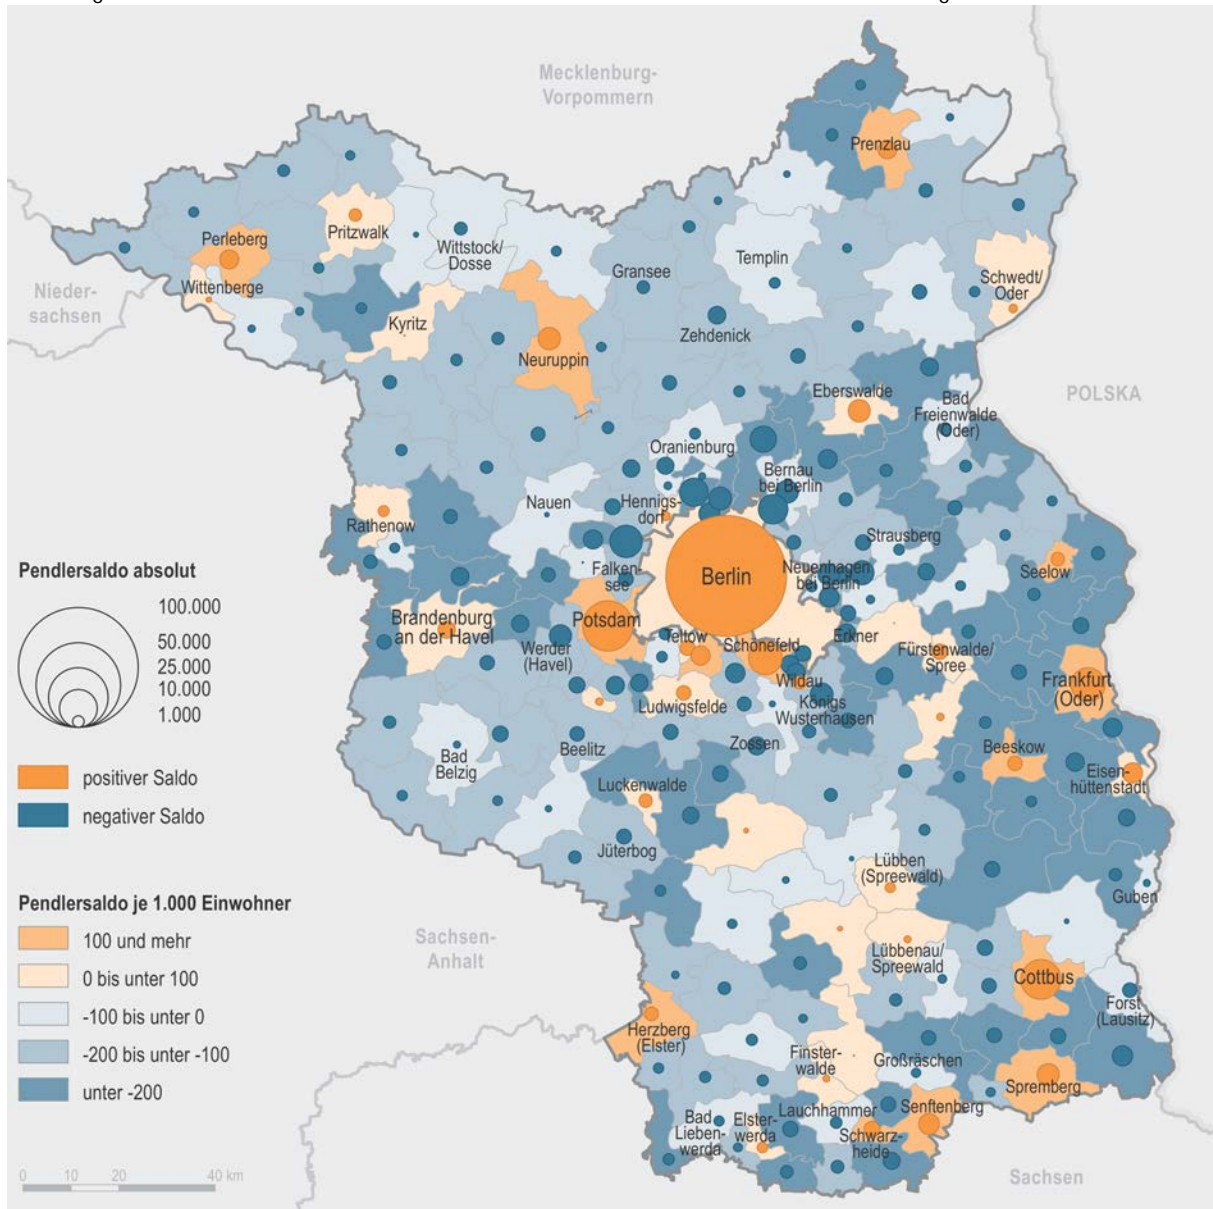 Mecklenburg-
Vorpommern
Prenzlau
Perleberg
Pritzwalk
Wittstock/
Dosse
Gransee
Templin
Schwedt/
Oder
Wittenberge
Nieder-
sachsen
Kyritz
Neuruppin
Zehdenick
POLSKA
Eberswalde
Bad
Freienwalde
(Oder)
Oranienburg
Bernau
bei Berlin
Nauen
Hennigs-
dorf
Rathenow
Strausberg
Seelow
Falken-
see
Berlin
Neuenhagen
bei Berlin
Brandenburg
an der Havel
Potsdam
Werder
(Havel)
Teltow
Schönefeld
Erkner
Fürstenwalde/
Spree
Wildau
Frankfurt
(Oder)
Ludwigsfelde
Königs
Wusterhausen
Beelitz
Zossen
Beeskow
Bad
Belzig
Eisen-
hüttenstadt
Luckenwalde
Jüterbog
Lübben
(Spreewald)
Guben
Sachsen-
Anhalt
Lübbenau/
Spreewald
Cottbus
Forst
(Lausitz)
Herzberg
(Elster)
Finster-
walde
Großräschen
Spremberg
Bad
Lieben-
werda
Elster-
werda
Lauchhammer
Schwarz-
heide
Senftenberg
Sachsen
Pendlersaldo absolut
100.000
50.000
25.000
10.000
1.000
positiver Saldo
negativer Saldo
Pendlersaldo je 1.000 Einwohner
100 und mehr
0 bis unter 100
-100 bis unter 0
-200 bis unter -100
unter -200
0 10 20 40 km